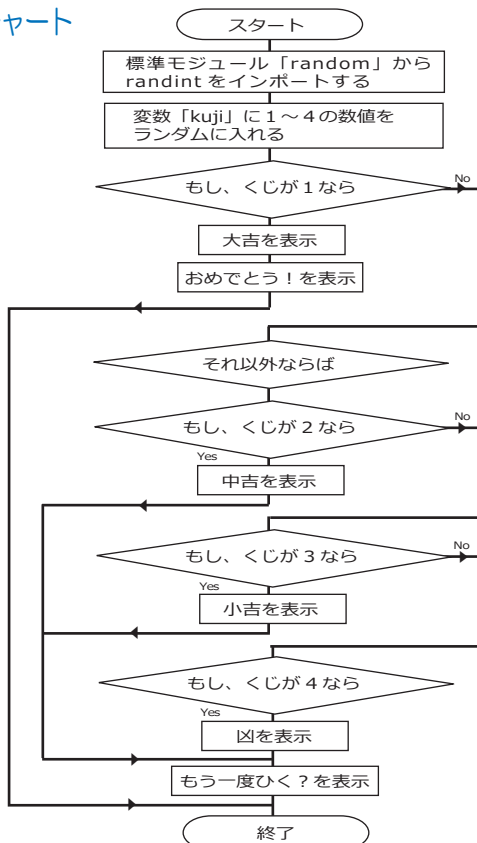 ャート
スタート
標準モジュール「random」から
randint をインポートする
変数「kuji」に１～４の数値を
ランダムに入れる
もし、くじが１なら
No
大吉を表示
おめでとう！を表示
それ以外ならば
もし、くじが２なら
No
Yes
中吉を表示
もし、くじが３なら
No
Yes
小吉を表示
もし、くじが４なら
Yes
凶を表示
もう一度ひく？を表示
終了